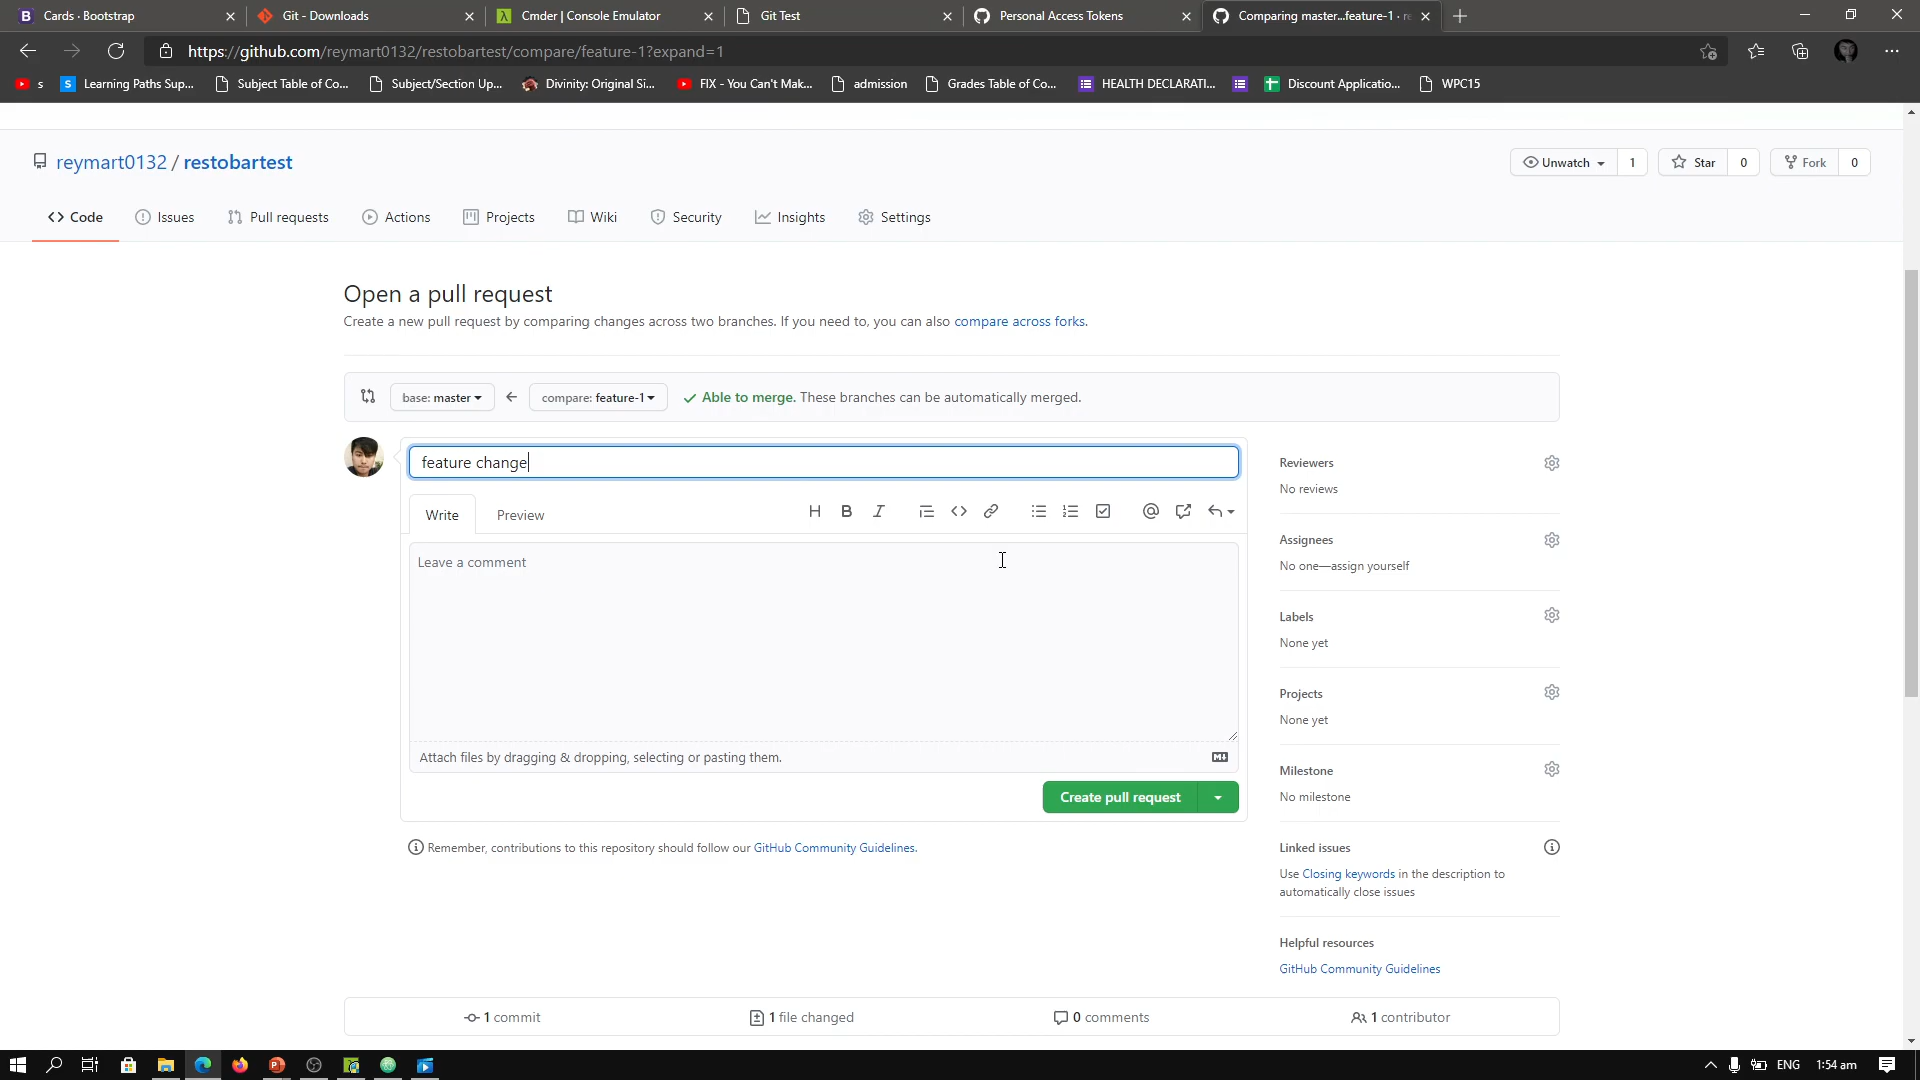 Cards · Bootstrap
Git - Downloads
Cmder | Console Emulator
Git Test
Personal Access Tokens
Comparing master...feature-1 · re
https://github.com/reymart0132/restobartest/compare/feature-1?expand=1
s
Learning Paths Sup...
Subject Table of Co...
Subject/Section Up...
Divinity: Original Si...
FIX - You Can't Mak...
admission
Grades Table of Co...
HEALTH DECLARATI...
Discount Applicatio...
WPC15
reymart0132 / restobartest
Unwatch 1
Star 0
Fork 0
Code
Issues
Pull requests
Actions
Projects
Wiki
Security
Insights
Settings
Open a pull request
Create a new pull request by comparing changes across two branches. If you need to, you can also compare across forks.
base: master
compare: feature-1
Able to merge. These branches can be automatically merged.
feature change
Write
Preview
Leave a comment
Attach files by dragging & dropping, selecting or pasting them.
Create pull request
Remember, contributions to this repository should follow our GitHub Community Guidelines.
Reviewers
No reviews
Assignees
No one—assign yourself
Labels
None yet
Projects
None yet
Milestone
No milestone
Linked issues
Use Closing keywords in the description to
automatically close issues
Helpful resources
GitHub Community Guidelines
1 commit
1 file changed
0 comments
1 contributor
ENG
1:54 am